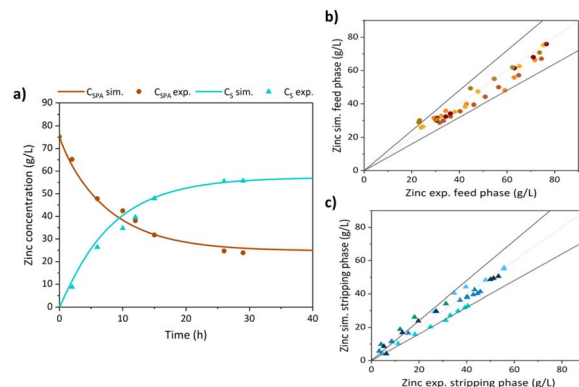 C_SPA sim. C_SPA exp. C_S sim. C_S exp.
a)
Zinc concentration (g/L)
90
80
70
60
50
40
30
20
10
0
0 10 20 30 40
Time (h)
b)
Zinc sim. feed phase (g/L)
80
60
40
20
0
0 20 40 60 80
Zinc exp. feed phase (g/L)
c)
Zinc sim. stripping phase (g/L)
80
60
40
20
0
0 20 40 60 80
Zinc exp. stripping phase (g/L)